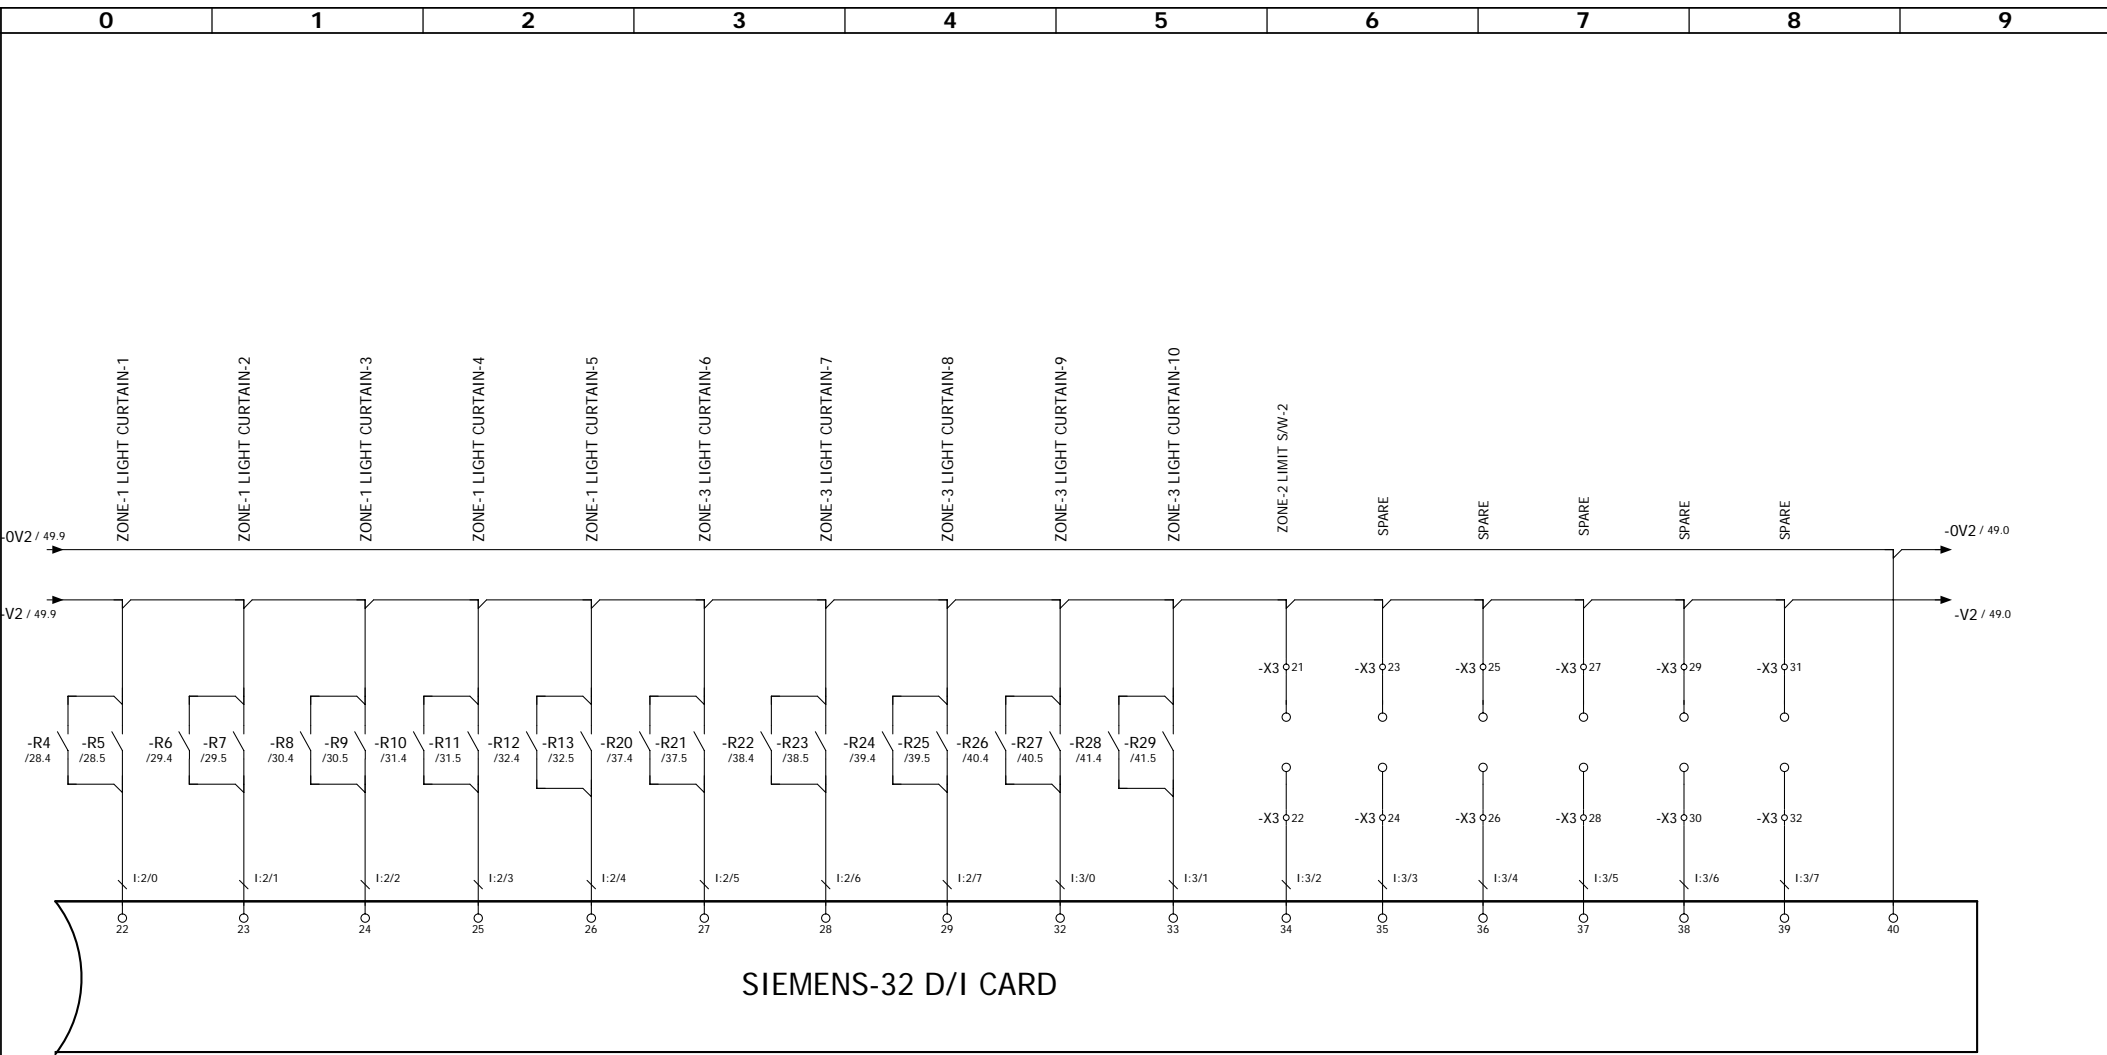 0 1 2 3 4 5 6 7 8 9
ZONE-1 LIGHT CURTAIN-1
ZONE-1 LIGHT CURTAIN-2
ZONE-1 LIGHT CURTAIN-3
ZONE-1 LIGHT CURTAIN-4
ZONE-1 LIGHT CURTAIN-5
ZONE-3 LIGHT CURTAIN-6
ZONE-3 LIGHT CURTAIN-7
ZONE-3 LIGHT CURTAIN-8
ZONE-3 LIGHT CURTAIN-9
ZONE-3 LIGHT CURTAIN-10
ZONE-2 LIMIT S/W-2
SPARE
SPARE
SPARE
SPARE
SPARE
-0V2 / 49.9 -0V2 / 49.0
-V2 / 49.9 -V2 / 49.0
-X3 21 -X3 23 -X3 25 -X3 27 -X3 29 -X3 31
-R4 -R5 -R6 -R7 -R8 -R9 -R10 -R11 -R12 -R13 -R20 -R21 -R22 -R23 -R24 -R25 -R26 -R27 -R28 -R29
/28.4 /28.5 /29.4 /29.5 /30.4 /30.5 /31.4 /31.5 /32.4 /32.5 /37.4 /37.5 /38.4 /38.5 /39.4 /39.5 /40.4 /40.5 /41.4 /41.5
-X3 22 -X3 24 -X3 26 -X3 28 -X3 30 -X3 32
I:2/0 I:2/1 I:2/2 I:2/3 I:2/4 I:2/5 I:2/6 I:2/7 I:3/0 I:3/1 I:3/2 I:3/3 I:3/4 I:3/5 I:3/6 I:3/7
22 23 24 25 26 27 28 29 32 33 34 35 36 37 38 39 40
SIEMENS-32 D/I CARD